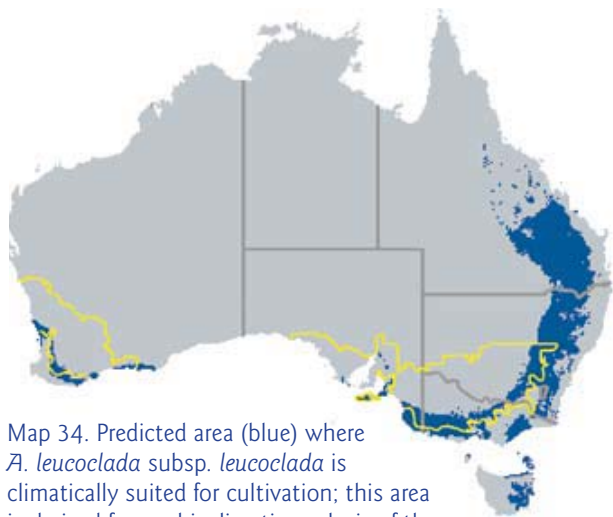 Map 34. Predicted area (blue) where
A. leucoclada subsp. leucoclada is
climatically suited for cultivation; this area